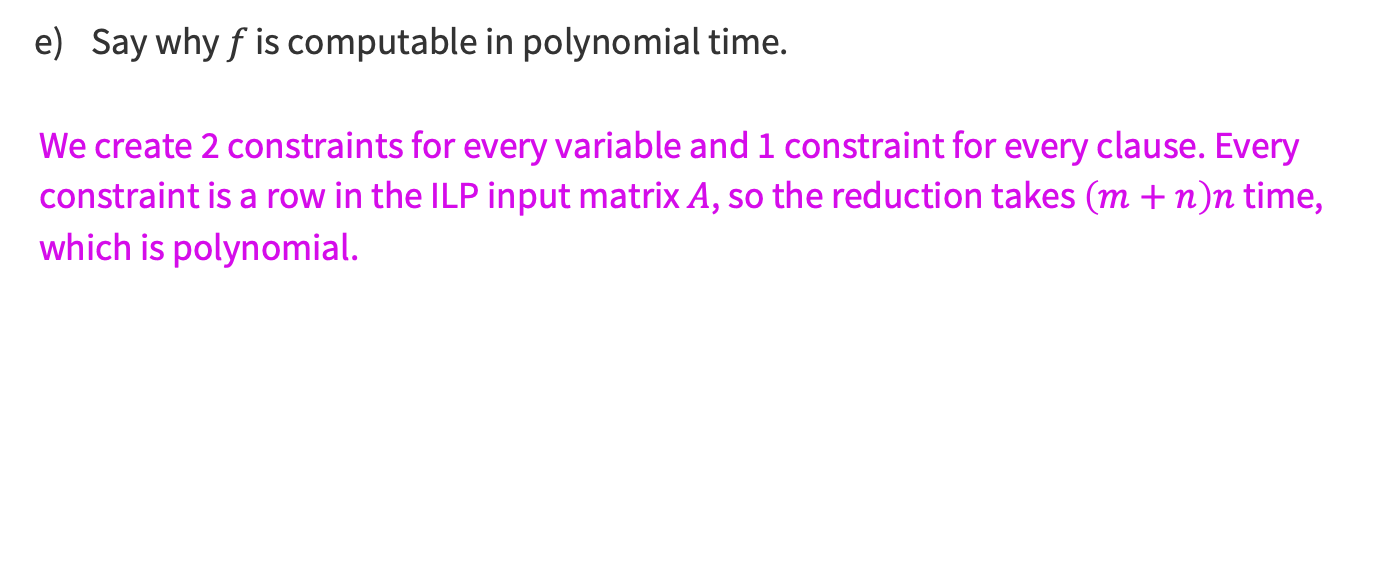 e) Say why f is computable in polynomial time.
We create 2 constraints for every variable and 1 constraint for every clause. Every
constraint is a row in the ILP input matrix A, so the reduction takes (m + n)n time,
which is polynomial.